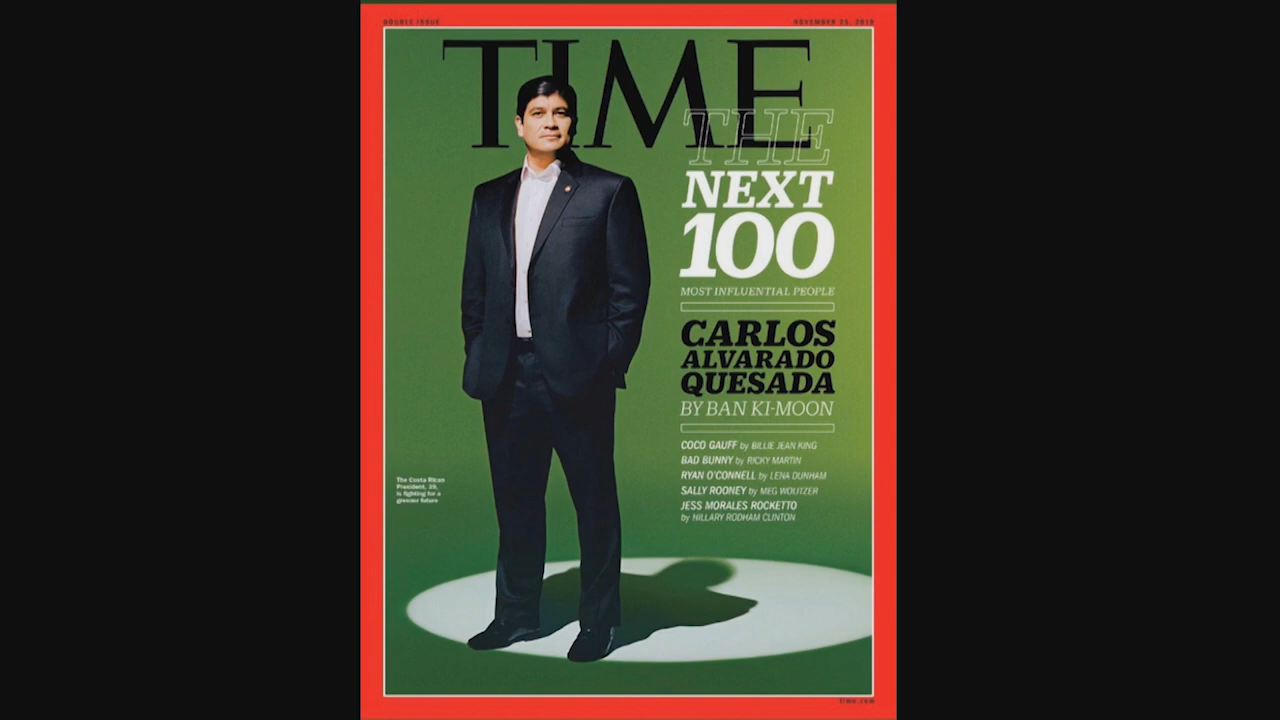 DOUBLE ISSUE
NOVEMBER 25, 2019
TIME
THE
NEXT
100
MOST INFLUENTIAL PEOPLE
CARLOS
ALVARADO
QUESADA
BY BAN KI-MOON
COCO GAUFF by BILLIE JEAN KING
BAD BUNNY by RICKY MARTIN
RYAN O'CONNELL by LENA DUNHAM
SALLY ROONEY by MEG WOLITZER
JESS MORALES ROCKETTO
by HILLARY RODHAM CLINTON
The Costa Rican
President, 39,
is fighting for a
greener future
time.com